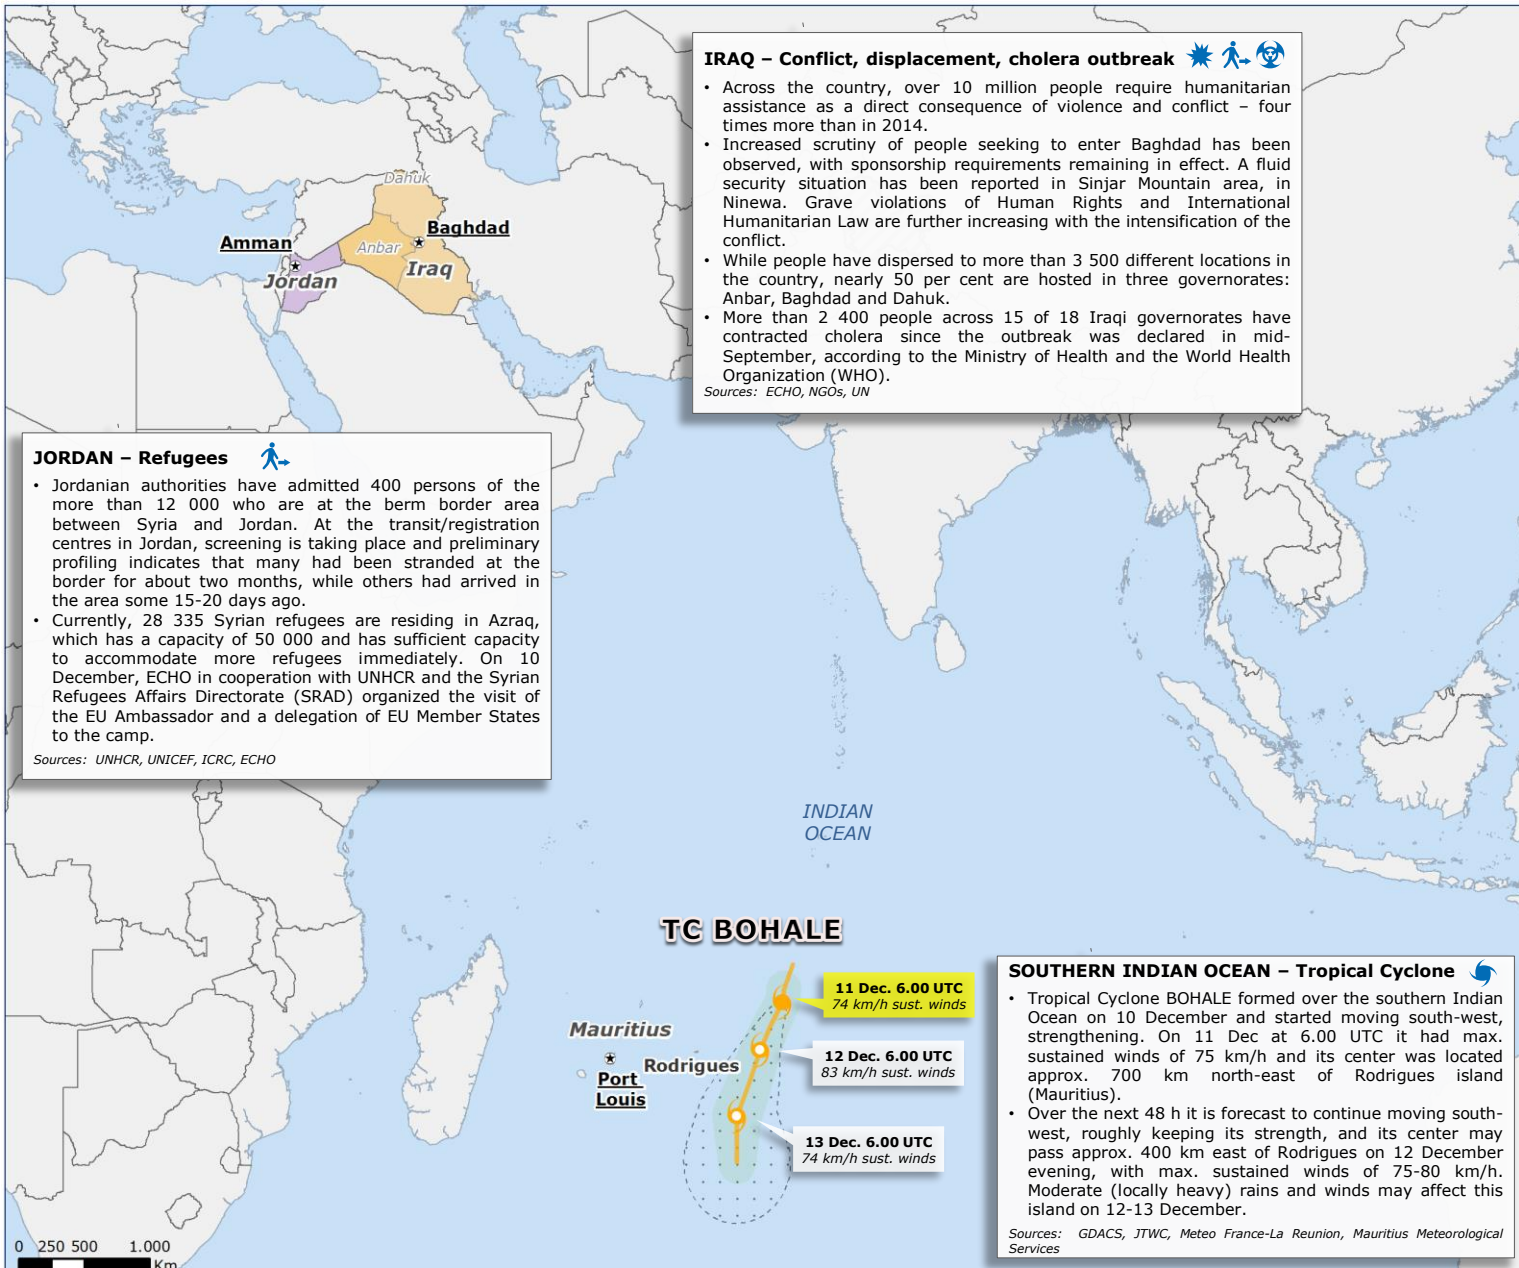 IRAQ – Conflict, displacement, cholera outbreak
• Across the country, over 10 million people require humanitarian
assistance as a direct consequence of violence and conflict – four
times more than in 2014.
• Increased scrutiny of people seeking to enter Baghdad has been
observed, with sponsorship requirements remaining in effect. A fluid
security situation has been reported in Sinjar Mountain area, in
Ninewa. Grave violations of Human Rights and International
Humanitarian Law are further increasing with the intensification of the
conflict.
• While people have dispersed to more than 3 500 different locations in
the country, nearly 50 per cent are hosted in three governorates:
Anbar, Baghdad and Dahuk.
• More than 2 400 people across 15 of 18 Iraqi governorates have
contracted cholera since the outbreak was declared in mid-
September, according to the Ministry of Health and the World Health
Organization (WHO).
Sources: ECHO, NGOs, UN
Dahuk
Baghdad
Amman
Anbar
Iraq
Jordan
JORDAN – Refugees
• Jordanian authorities have admitted 400 persons of the
more than 12 000 who are at the berm border area
between Syria and Jordan. At the transit/registration
centres in Jordan, screening is taking place and preliminary
profiling indicates that many had been stranded at the
border for about two months, while others had arrived in
the area some 15-20 days ago.
• Currently, 28 335 Syrian refugees are residing in Azraq,
which has a capacity of 50 000 and has sufficient capacity
to accommodate more refugees immediately. On 10
December, ECHO in cooperation with UNHCR and the Syrian
Refugees Affairs Directorate (SRAD) organized the visit of
the EU Ambassador and a delegation of EU Member States
to the camp.
Sources: UNHCR, UNICEF, ICRC, ECHO
INDIAN
OCEAN
TC BOHALE
11 Dec. 6.00 UTC
74 km/h sust. winds
12 Dec. 6.00 UTC
83 km/h sust. winds
13 Dec. 6.00 UTC
74 km/h sust. winds
Mauritius
Rodrigues
Port
Louis
SOUTHERN INDIAN OCEAN – Tropical Cyclone
• Tropical Cyclone BOHALE formed over the southern Indian
Ocean on 10 December and started moving south-west,
strengthening. On 11 Dec at 6.00 UTC it had max.
sustained winds of 75 km/h and its center was located
approx. 700 km north-east of Rodrigues island
(Mauritius).
• Over the next 48 h it is forecast to continue moving south-
west, roughly keeping its strength, and its center may
pass approx. 400 km east of Rodrigues on 12 December
evening, with max. sustained winds of 75-80 km/h.
Moderate (locally heavy) rains and winds may affect this
island on 12-13 December.
Sources: GDACS, JTWC, Meteo France-La Reunion, Mauritius Meteorological
Services
0 250 500 1.000
Km